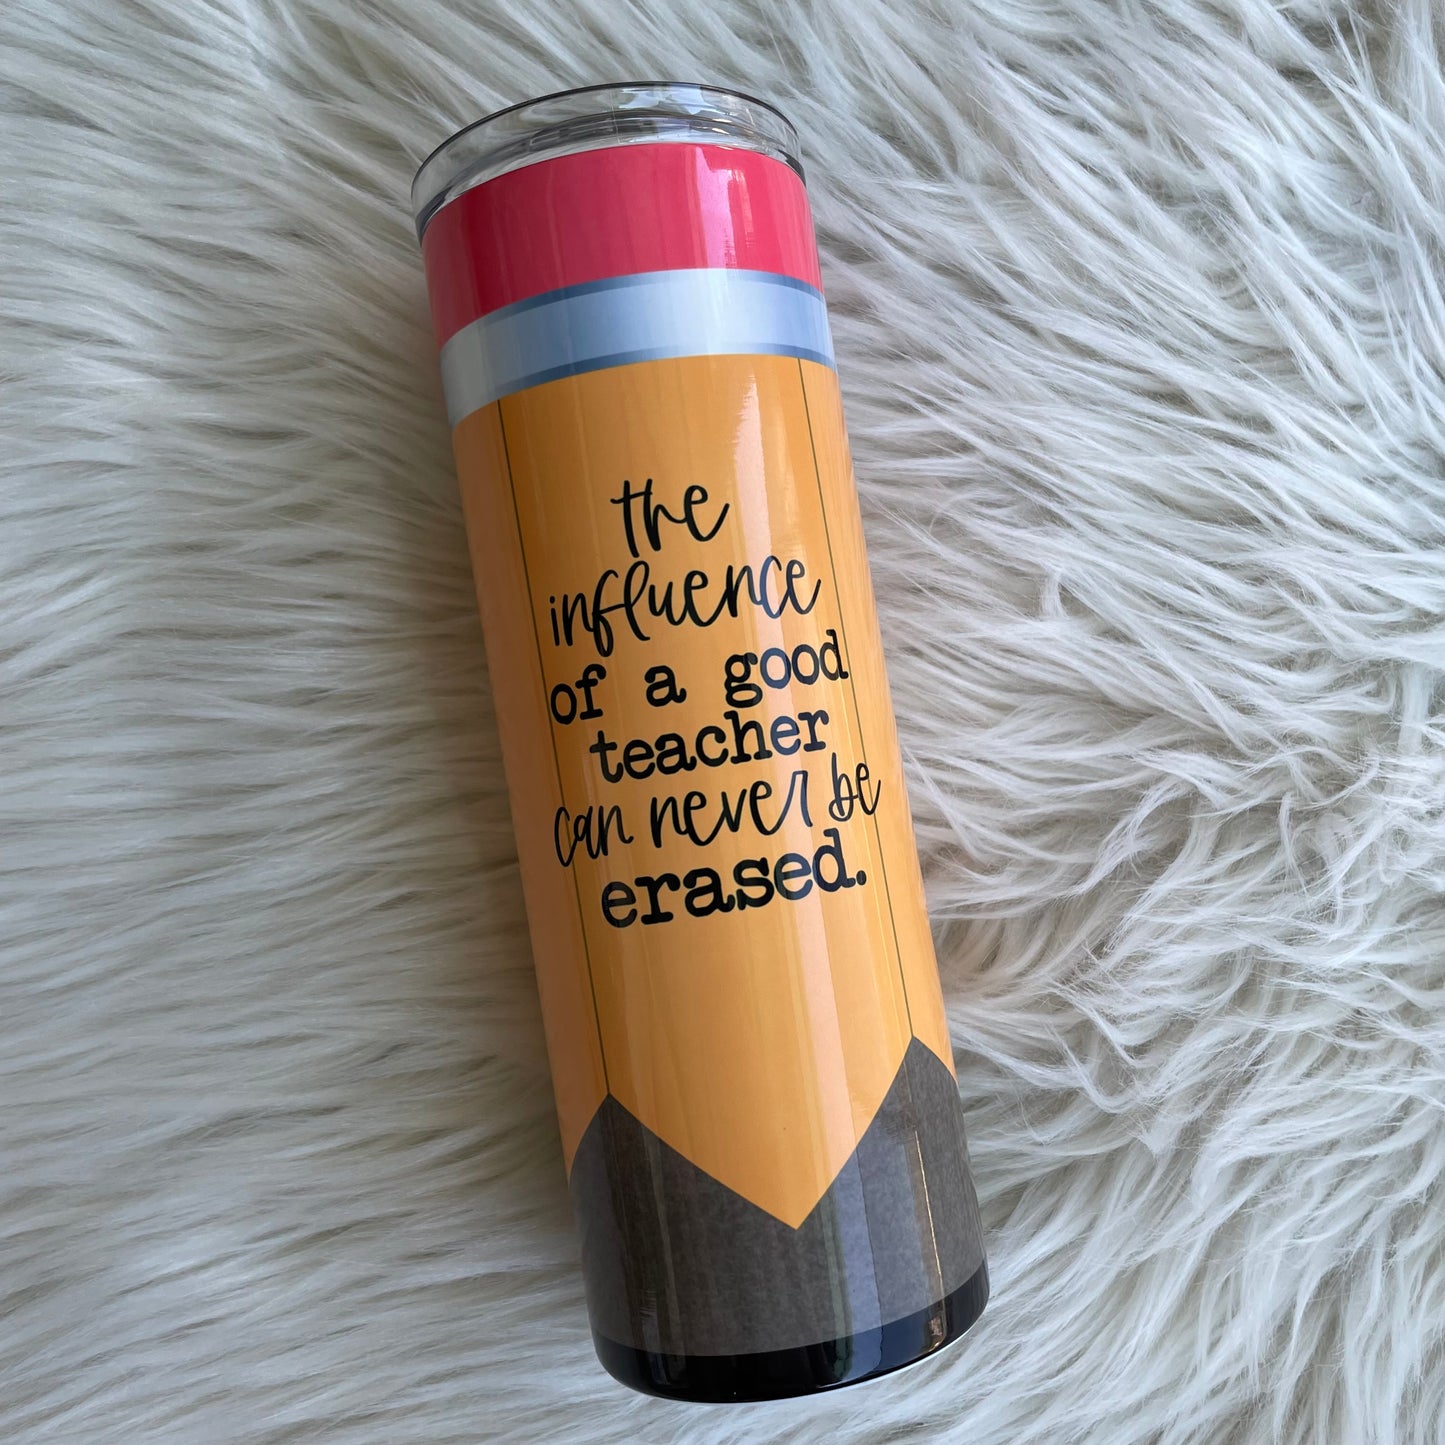 the
influence
of a good
teacher
can never be
erased.